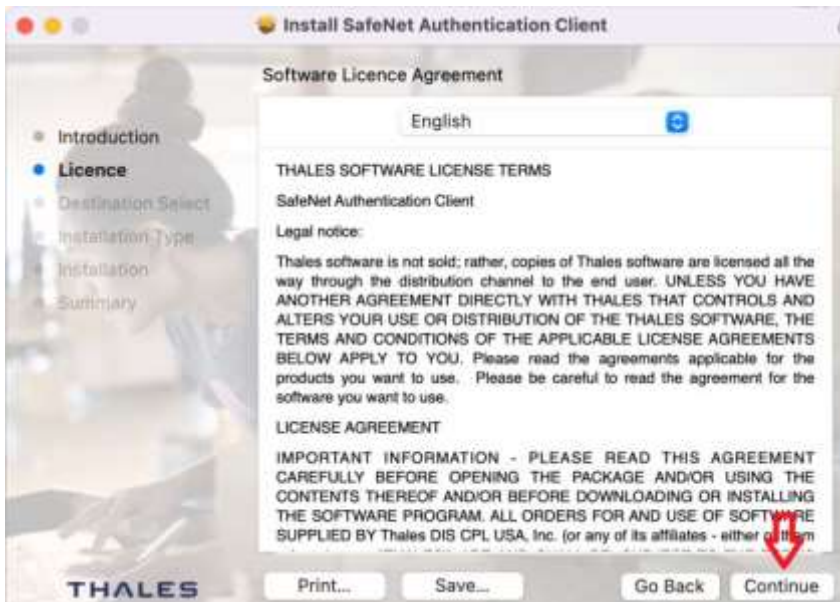 Install SafeNet Authentication Client
Software Licence Agreement
English
Introduction
Licence
Destination Select
Installation Type
Installation
Summary
THALES SOFTWARE LICENSE TERMS
SafeNet Authentication Client
Legal notice:
Thales software is not sold; rather, copies of Thales software are licensed all the
way through the distribution channel to the end user. UNLESS YOU HAVE
ANOTHER AGREEMENT DIRECTLY WITH THALES THAT CONTROLS AND
ALTERS YOUR USE OR DISTRIBUTION OF THE THALES SOFTWARE, THE
TERMS AND CONDITIONS OF THE APPLICABLE LICENSE AGREEMENTS
BELOW APPLY TO YOU. Please read the agreements applicable for the
products you want to use. Please be careful to read the agreement for the
software you want to use.
LICENSE AGREEMENT
IMPORTANT INFORMATION - PLEASE READ THIS AGREEMENT
CAREFULLY BEFORE OPENING THE PACKAGE AND/OR USING THE
CONTENTS THEREOF AND/OR BEFORE DOWNLOADING OR INSTALLING
THE SOFTWARE PROGRAM. ALL ORDERS FOR AND USE OF SOFTWARE
SUPPLIED BY Thales DIS CPL USA, Inc. (or any of its affiliates - either of them
THALES
Print...
Save...
Go Back
Continue